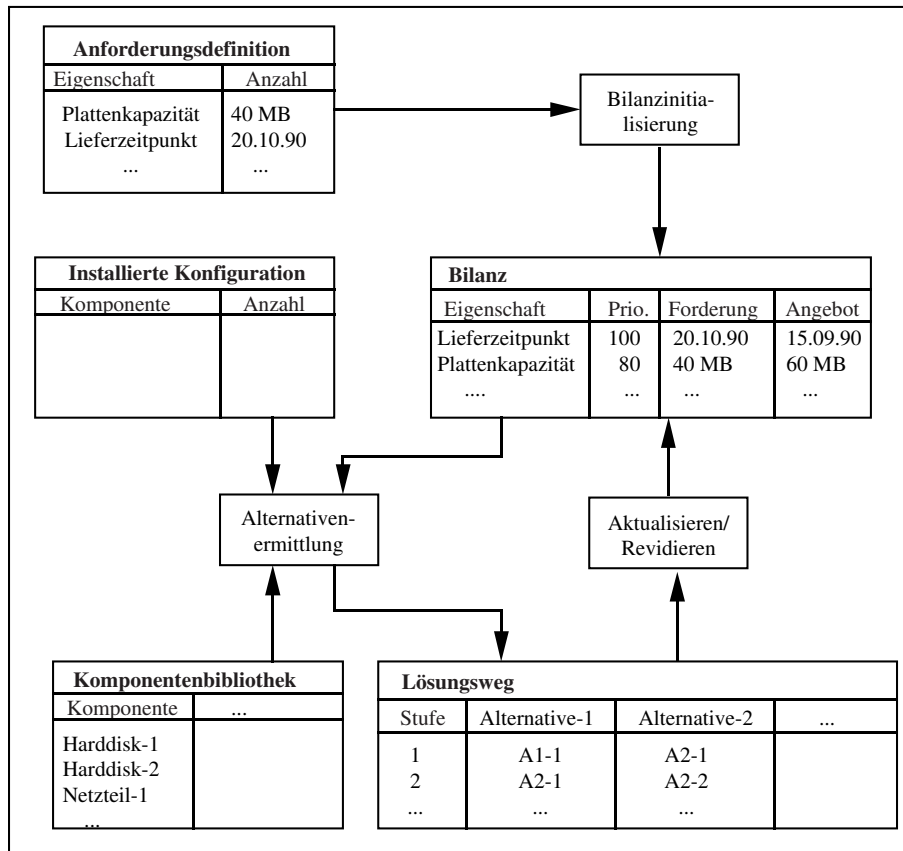 Anforderungsdefinition
Eigenschaft Anzahl
Plattenkapazität 40 MB
Lieferzeitpunkt 20.10.90
... ...
Bilanzinitia-
lisierung
Installierte Konfiguration
Komponente Anzahl
Bilanz
Eigenschaft Prio. Forderung Angebot
Lieferzeitpunkt 100 20.10.90 15.09.90
Plattenkapazität 80 40 MB 60 MB
.... ... ... ...
Alternativen-
ermittlung
Aktualisieren/
Revidieren
Komponentenbibliothek
Komponente ...
Harddisk-1
Harddisk-2
Netzteil-1
...
Lösungsweg
Stufe Alternative-1 Alternative-2 ...
1 A1-1 A2-1
2 A2-1 A2-2
... ... ...